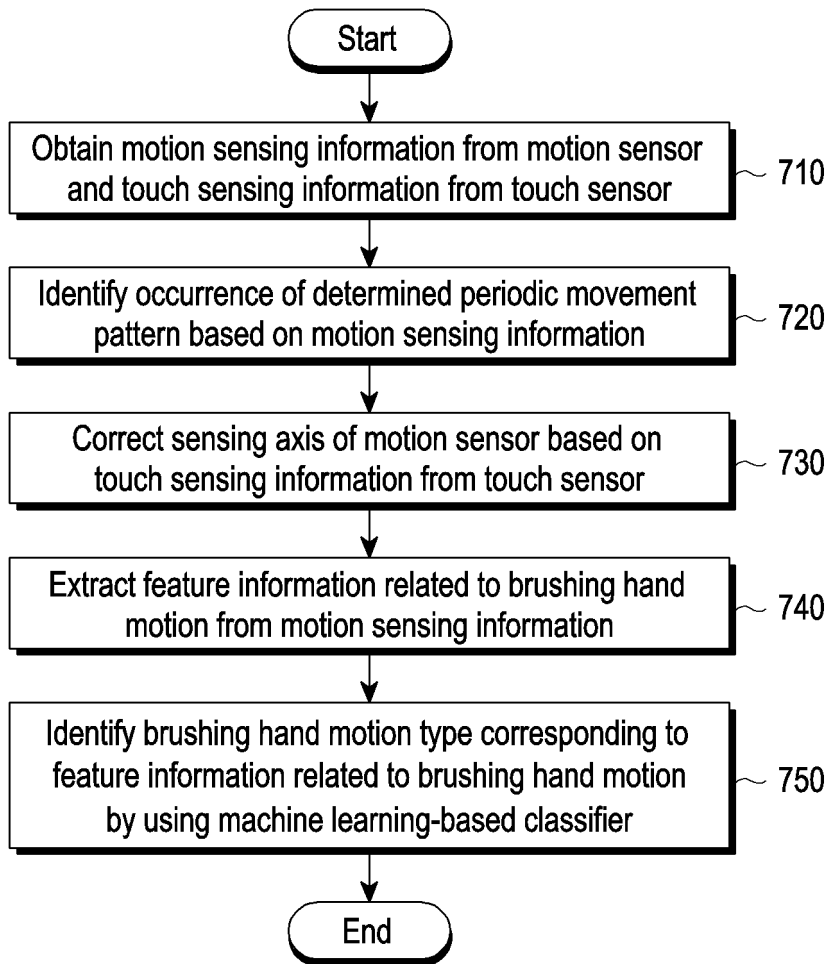 Start
Obtain motion sensing information from motion sensor
and touch sensing information from touch sensor
710
Identify occurrence of determined periodic movement
pattern based on motion sensing information
720
Correct sensing axis of motion sensor based on
touch sensing information from touch sensor
730
Extract feature information related to brushing hand
motion from motion sensing information
740
Identify brushing hand motion type corresponding to
feature information related to brushing hand motion
by using machine learning-based classifier
750
End